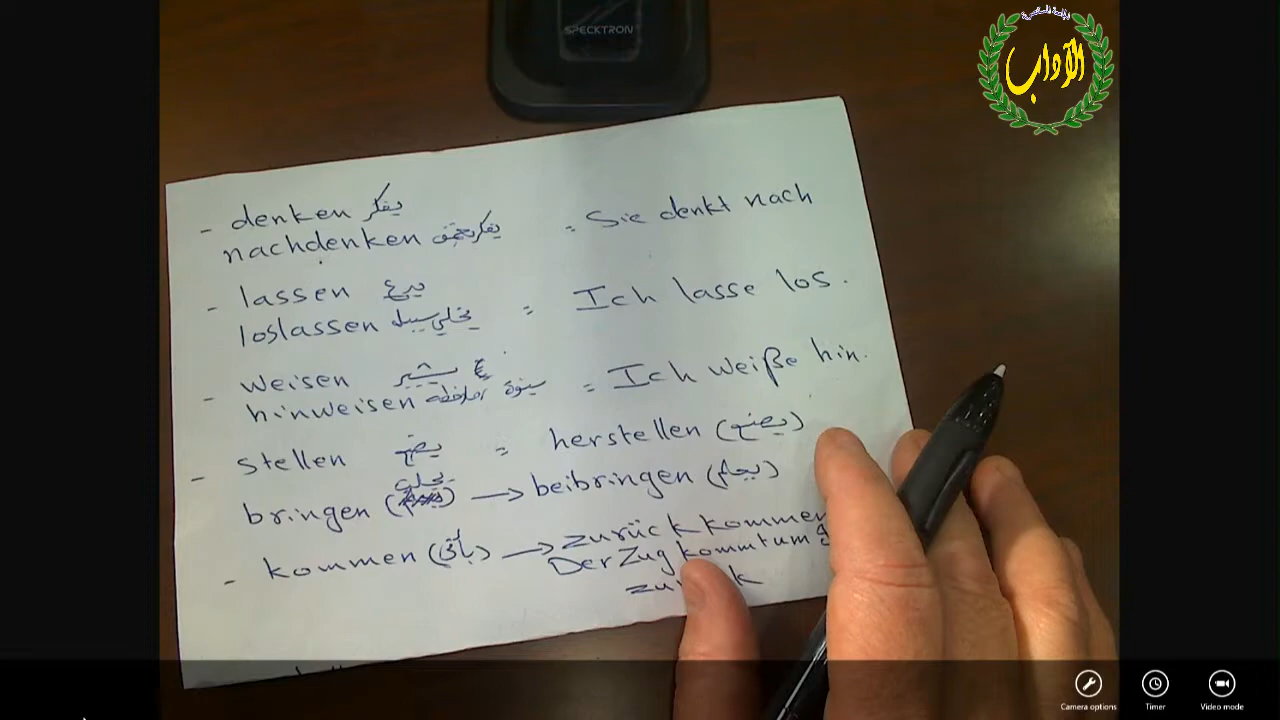 SPECKTRON
الآداب
- denken يفكر
nachdenken يفكر بعمق = Sie denkt nach
- lassen يدع
loslassen يخلي سبيله = Ich lasse los.
- weisen يشير
hinweisen = Ich weiße hin.
- stellen يضع = herstellen (يصنع)
bringen ( يجلب ) → beibringen (يعلم)
- kommen (يأتي) → zurückkommen
Der Zug kommt um 9
zurück
Camera options
Timer
Video mode